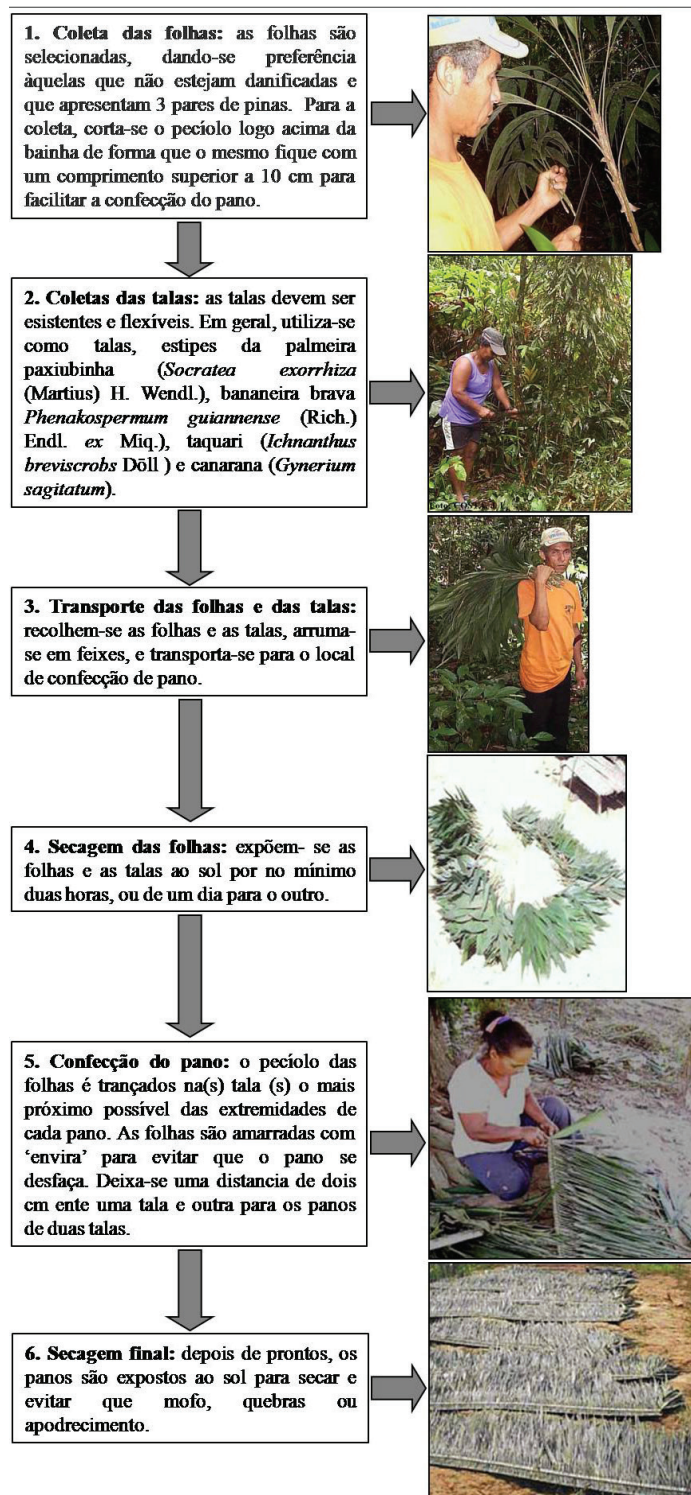 1. Coleta das folhas: as folhas são
selecionadas, dando-se preferência
àquelas que não estejam danificadas e
que apresentam 3 pares de pinas. Para a
coleta, corta-se o pecíolo logo acima da
bainha de forma que o mesmo fique com
um comprimento superior a 10 cm para
facilitar a confecção do pano.
2. Coletas das talas: as talas devem ser
esistentes e flexíveis. Em geral, utiliza-se
como talas, estipes da palmeira
paxiubinha (Socratea exorrhiza
(Martius) H. Wendl.), bananeira brava
Phenakospermum guiannense (Rich.)
Endl. ex Miq.), taquari (Ichnanthus
breviscrobs Döll ) e canarana (Gynerium
sagitatum).
3. Transporte das folhas e das talas:
recolhem-se as folhas e as talas, arruma-
se em feixes, e transporta-se para o local
de confecção de pano.
4. Secagem das folhas: expõem- se as
folhas e as talas ao sol por no mínimo
duas horas, ou de um dia para o outro.
5. Confecção do pano: o pecíolo das
folhas é trançados na(s) tala (s) o mais
próximo possível das extremidades de
cada pano. As folhas são amarradas com
‘envira’ para evitar que o pano se
desfaça. Deixa-se uma distancia de dois
cm ente uma tala e outra para os panos
de duas talas.
6. Secagem final: depois de prontos, os
panos são expostos ao sol para secar e
evitar que mofo, quebras ou
apodrecimento.